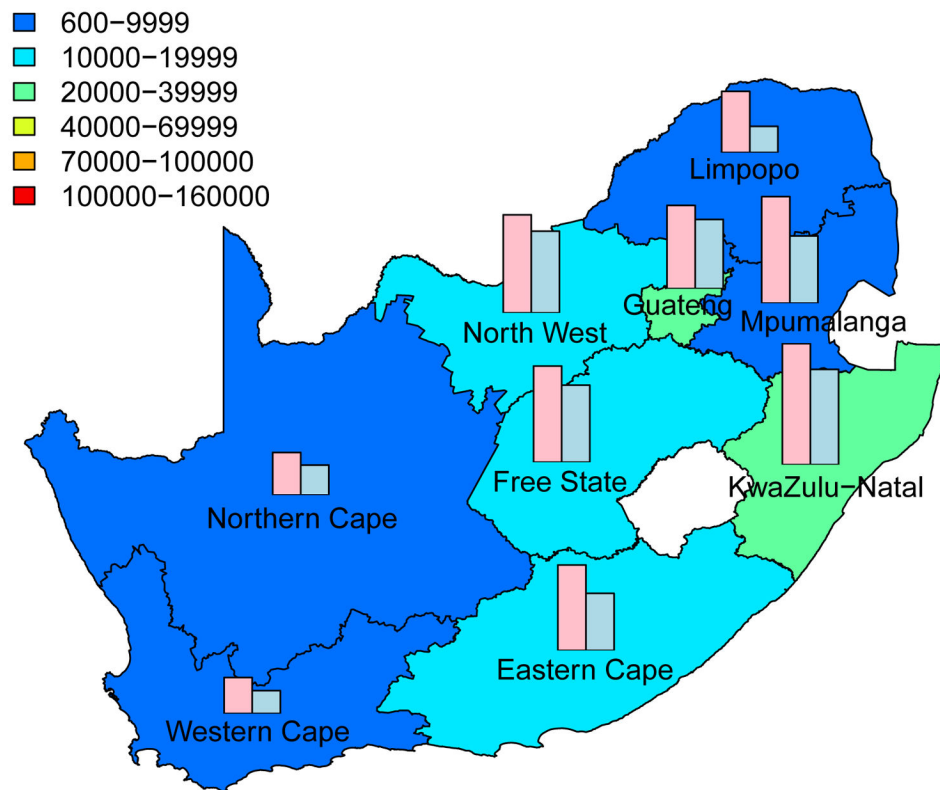 600−9999
10000−19999
20000−39999
40000−69999
70000−100000
100000−160000
Limpopo
Guateng
Mpumalanga
North West
Free State
KwaZulu−Natal
Northern Cape
Eastern Cape
Western Cape